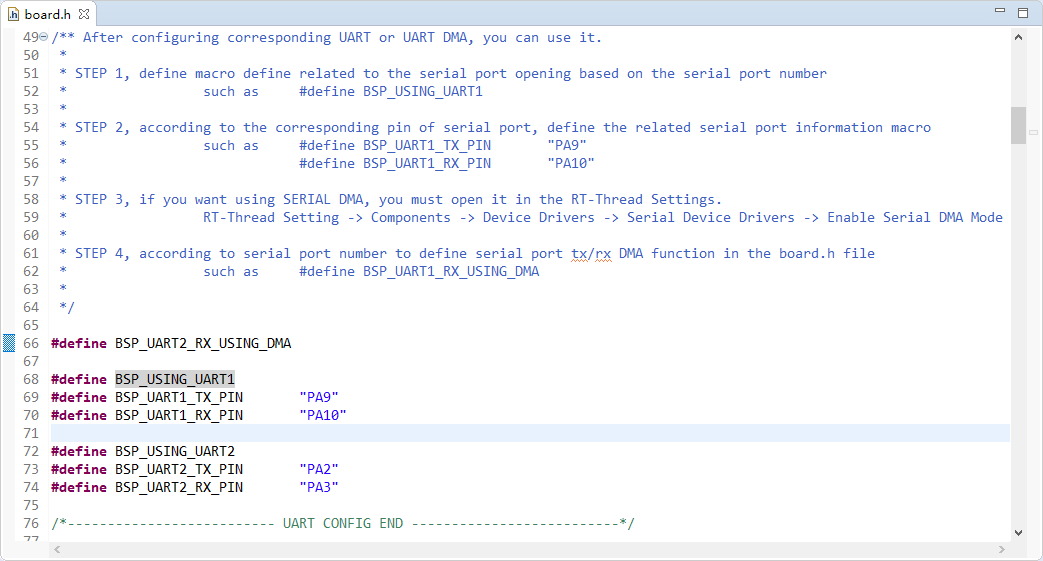 board.h
49 /** After configuring corresponding UART or UART DMA, you can use it.
50 *
51 * STEP 1, define macro define related to the serial port opening based on the serial port number
52 * such as #define BSP_USING_UART1
53 *
54 * STEP 2, according to the corresponding pin of serial port, define the related serial port information macro
55 * such as #define BSP_UART1_TX_PIN "PA9"
56 * #define BSP_UART1_RX_PIN "PA10"
57 *
58 * STEP 3, if you want using SERIAL DMA, you must open it in the RT-Thread Settings.
59 * RT-Thread Setting -> Components -> Device Drivers -> Serial Device Drivers -> Enable Serial DMA Mode
60 *
61 * STEP 4, according to serial port number to define serial port tx/rx DMA function in the board.h file
62 * such as #define BSP_UART1_RX_USING_DMA
63 *
64 */
65
66 #define BSP_UART2_RX_USING_DMA
67
68 #define BSP_USING_UART1
69 #define BSP_UART1_TX_PIN "PA9"
70 #define BSP_UART1_RX_PIN "PA10"
71
72 #define BSP_USING_UART2
73 #define BSP_UART2_TX_PIN "PA2"
74 #define BSP_UART2_RX_PIN "PA3"
75
76 /*-------------------------- UART CONFIG END --------------------------*/
77